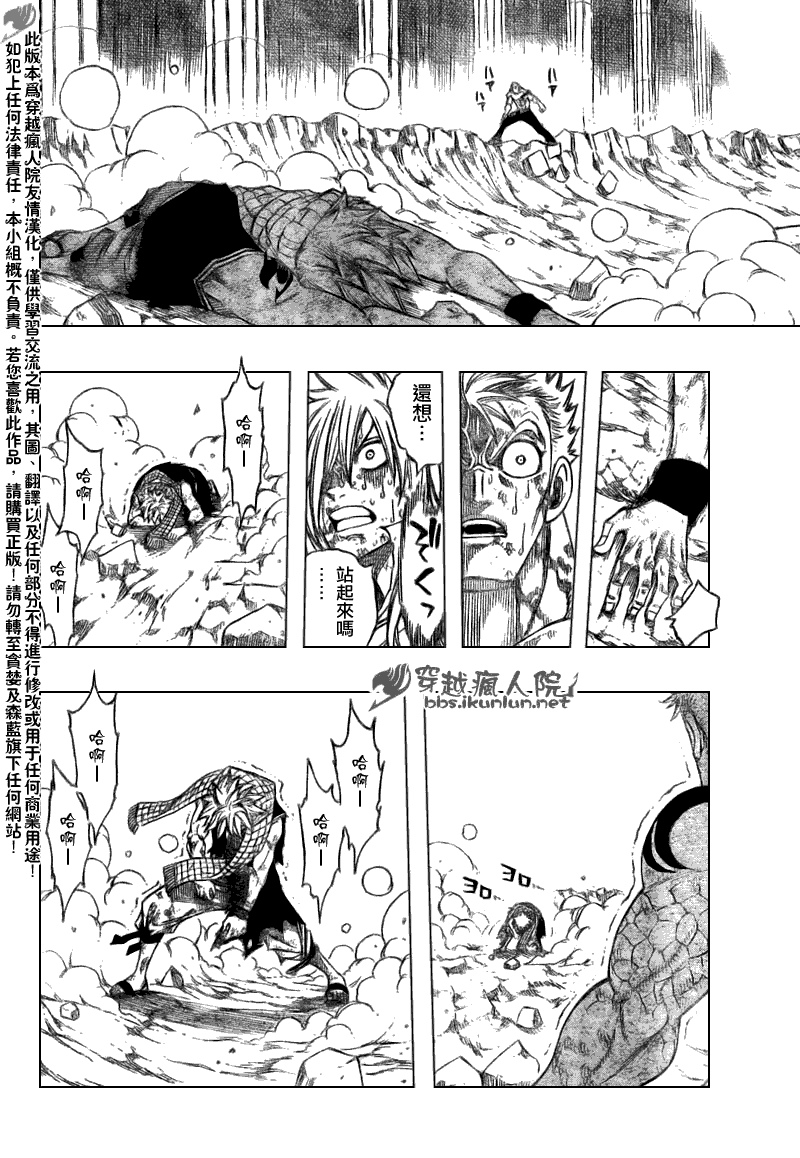 此版本爲穿越瘋人院友情漢化，僅供學習交流之用，其圖、翻譯以及任何部分不得進行修改或用于任何商業用途！
如犯上任何法律責任，本小組概不負責。若您喜歡此作品，請購買正版！請勿轉至貪婪及森藍旗下任何網站！
ハァ
ハァ
還想…
站起來嗎
……
ぞくっ
哈啊─
哈啊─
哈啊─
穿越瘋人院
bbs.ikunlun.net
ヨロ
ヨロ
哈啊─
哈啊─
哈啊─
哈啊─